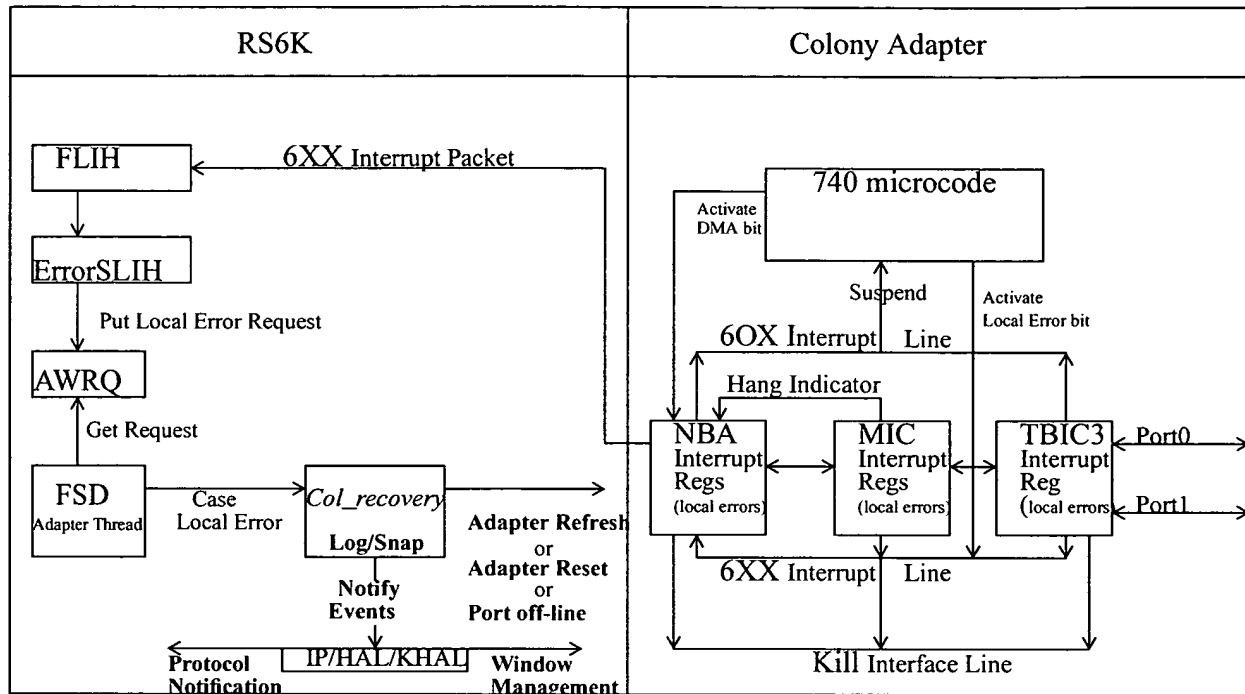 RS6K
Colony Adapter
FLIH
6XX Interrupt Packet
740 microcode
Activate
DMA bit
ErrorSLIH
Suspend
Activate
Local Error bit
Put Local Error Request
6OX Interrupt Line
AWRQ
Hang Indicator
Get Request
NBA
Interrupt
Regs
(local errors)
MIC
Interrupt
Regs
(local errors)
TBIC3
Interrupt
Reg
(local errors)
Port0
Port1
FSD
Adapter Thread
Case
Local Error
Col_recovery
Log/Snap
Adapter Refresh
or
Adapter Reset
or
Port off-line
6XX Interrupt Line
Notify
Events
IP/HAL/KHAL
Protocol
Notification
Window
Management
Kill Interface Line